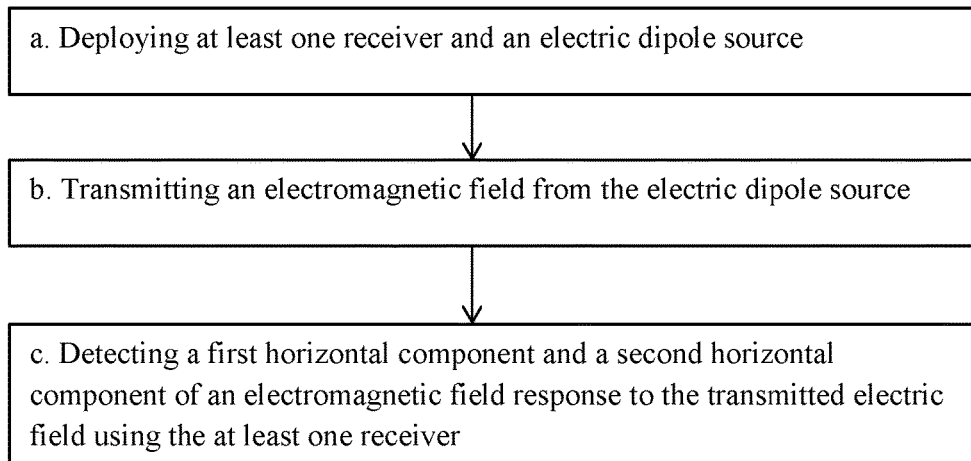 a. Deploying at least one receiver and an electric dipole source
b. Transmitting an electromagnetic field from the electric dipole source
c. Detecting a first horizontal component and a second horizontal
component of an electromagnetic field response to the transmitted electric
field using the at least one receiver